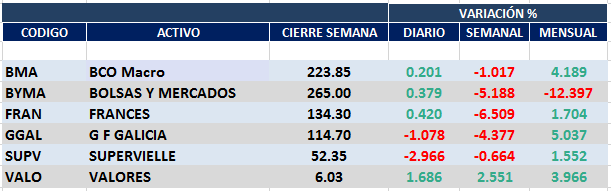 VARIACIÓN %
CODIGO ACTIVO CIERRE SEMANA DIARIO SEMANAL MENSUAL
BMA BCO Macro 223.85 0.201 -1.017 4.189
BYMA BOLSAS Y MERCADOS 265.00 0.379 -5.188 -12.397
FRAN FRANCES 134.30 0.420 -6.509 1.704
GGAL G F GALICIA 114.70 -1.078 -4.377 5.037
SUPV SUPERVIELLE 52.35 -2.966 -0.664 1.552
VALO VALORES 6.03 1.686 2.551 3.966